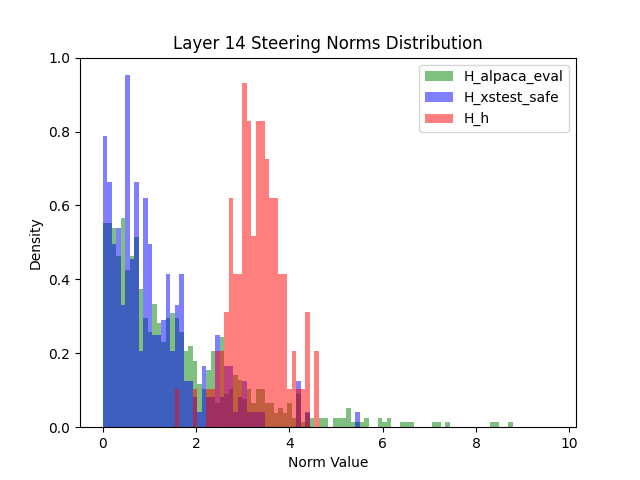 Layer 14 Steering Norms Distribution
H_alpaca_eval
H_xstest_safe
H_h
1.0
0.8
0.6
0.4
0.2
0.0
Density
0
2
4
6
8
10
Norm Value